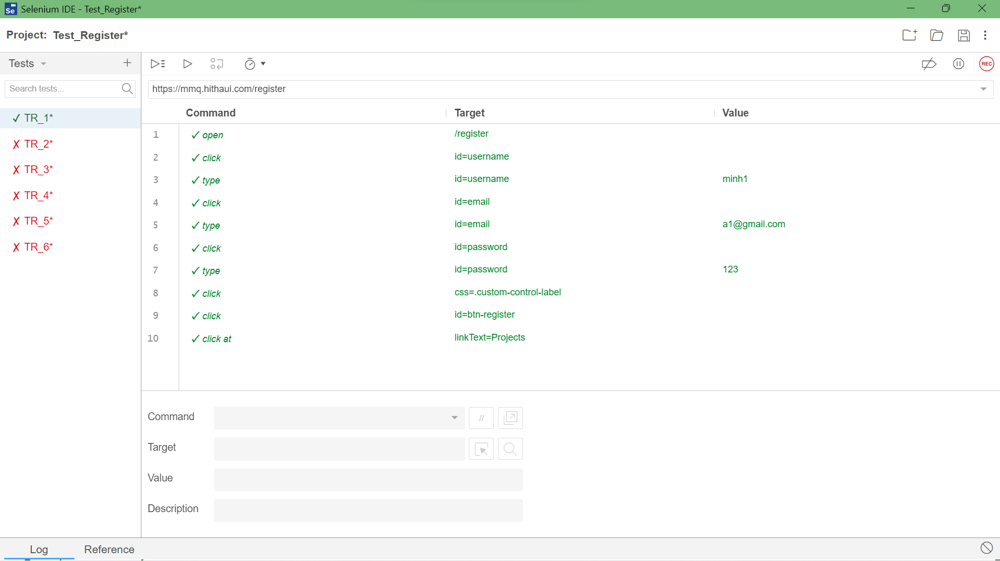 Selenium IDE - Test_Register*
Project: Test_Register*
Tests
Search tests...
✓ TR_1*
✗ TR_2*
✗ TR_3*
✗ TR_4*
✗ TR_5*
✗ TR_6*
REC
https://mmq.hithaui.com/register
Command Target Value
1 ✓ open /register
2 ✓ click id=username
3 ✓ type id=username minh1
4 ✓ click id=email
5 ✓ type id=email a1@gmail.com
6 ✓ click id=password
7 ✓ type id=password 123
8 ✓ click css=.custom-control-label
9 ✓ click id=btn-register
10 ✓ click at linkText=Projects
Command //
Target
Value
Description
Log Reference